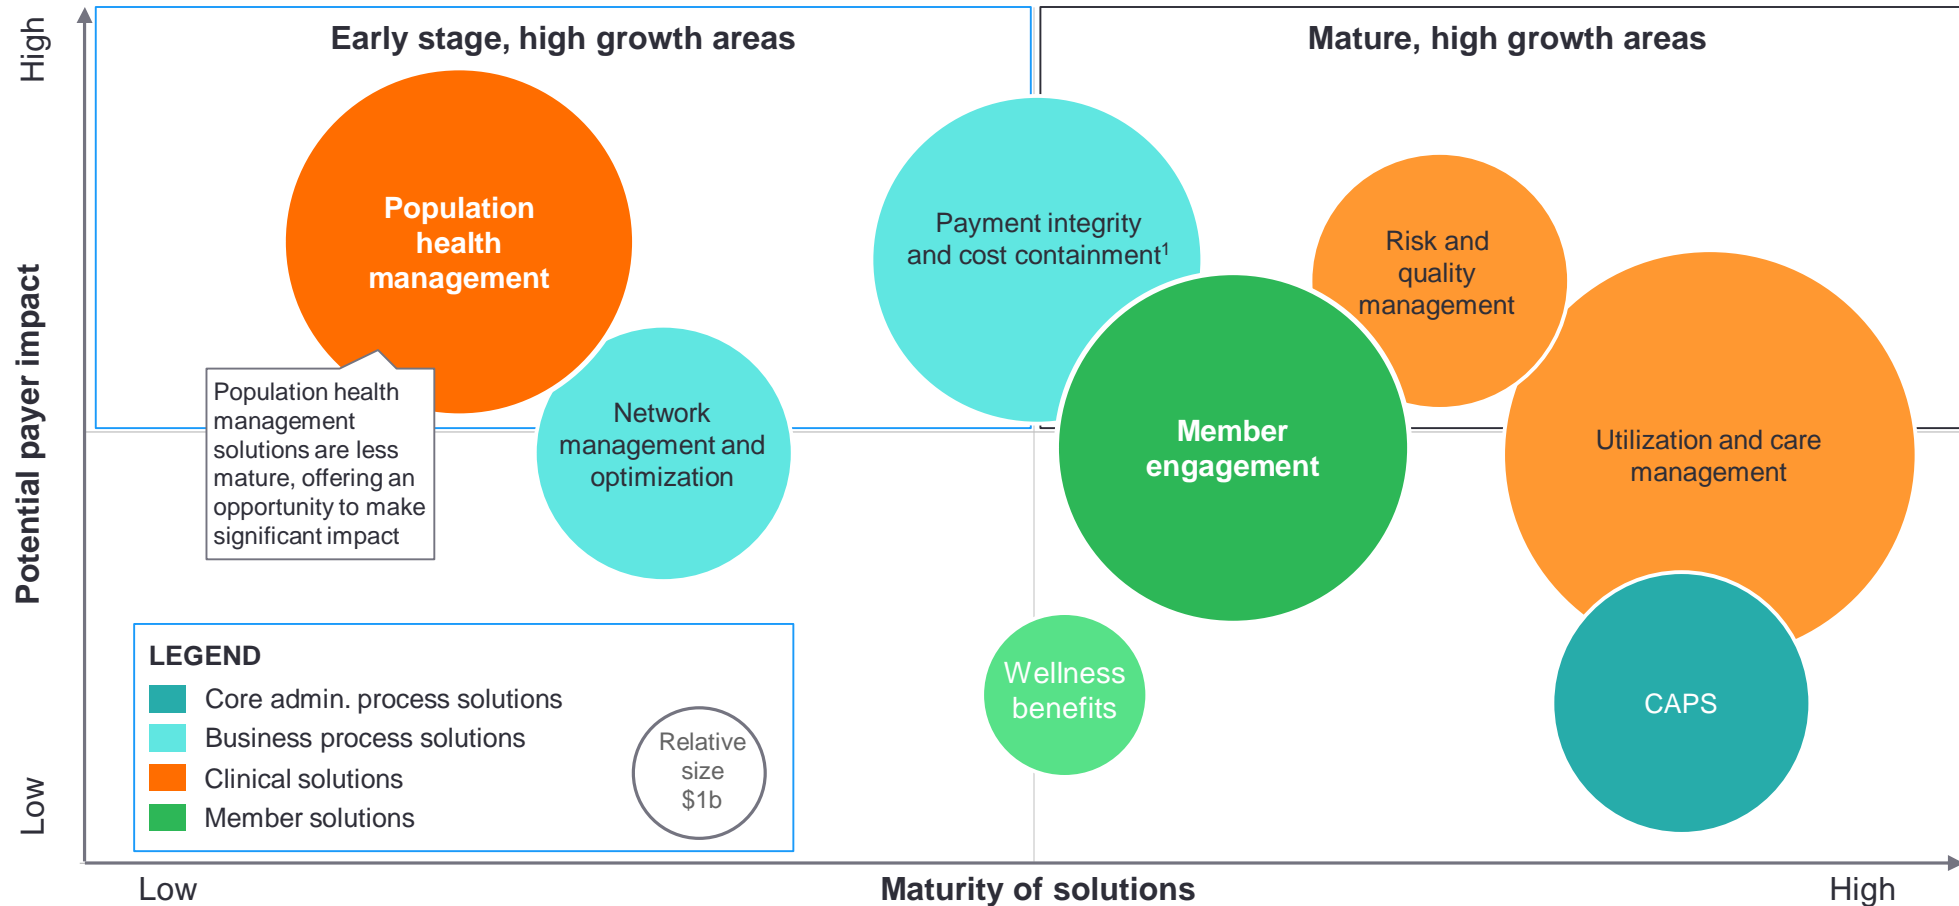 High
Early stage, high growth areas
Mature, high growth areas
Population
health
management
Payment integrity
and cost containment¹
Risk and
quality
management
Population health
management
solutions are less
mature, offering an
opportunity to make
significant impact
Network
management and
optimization
Member
engagement
Utilization and care
management
Potential payer impact
LEGEND
Core admin. process solutions
Business process solutions
Clinical solutions
Member solutions
Relative
size
$1b
Wellness
benefits
CAPS
Low
Low
Maturity of solutions
High